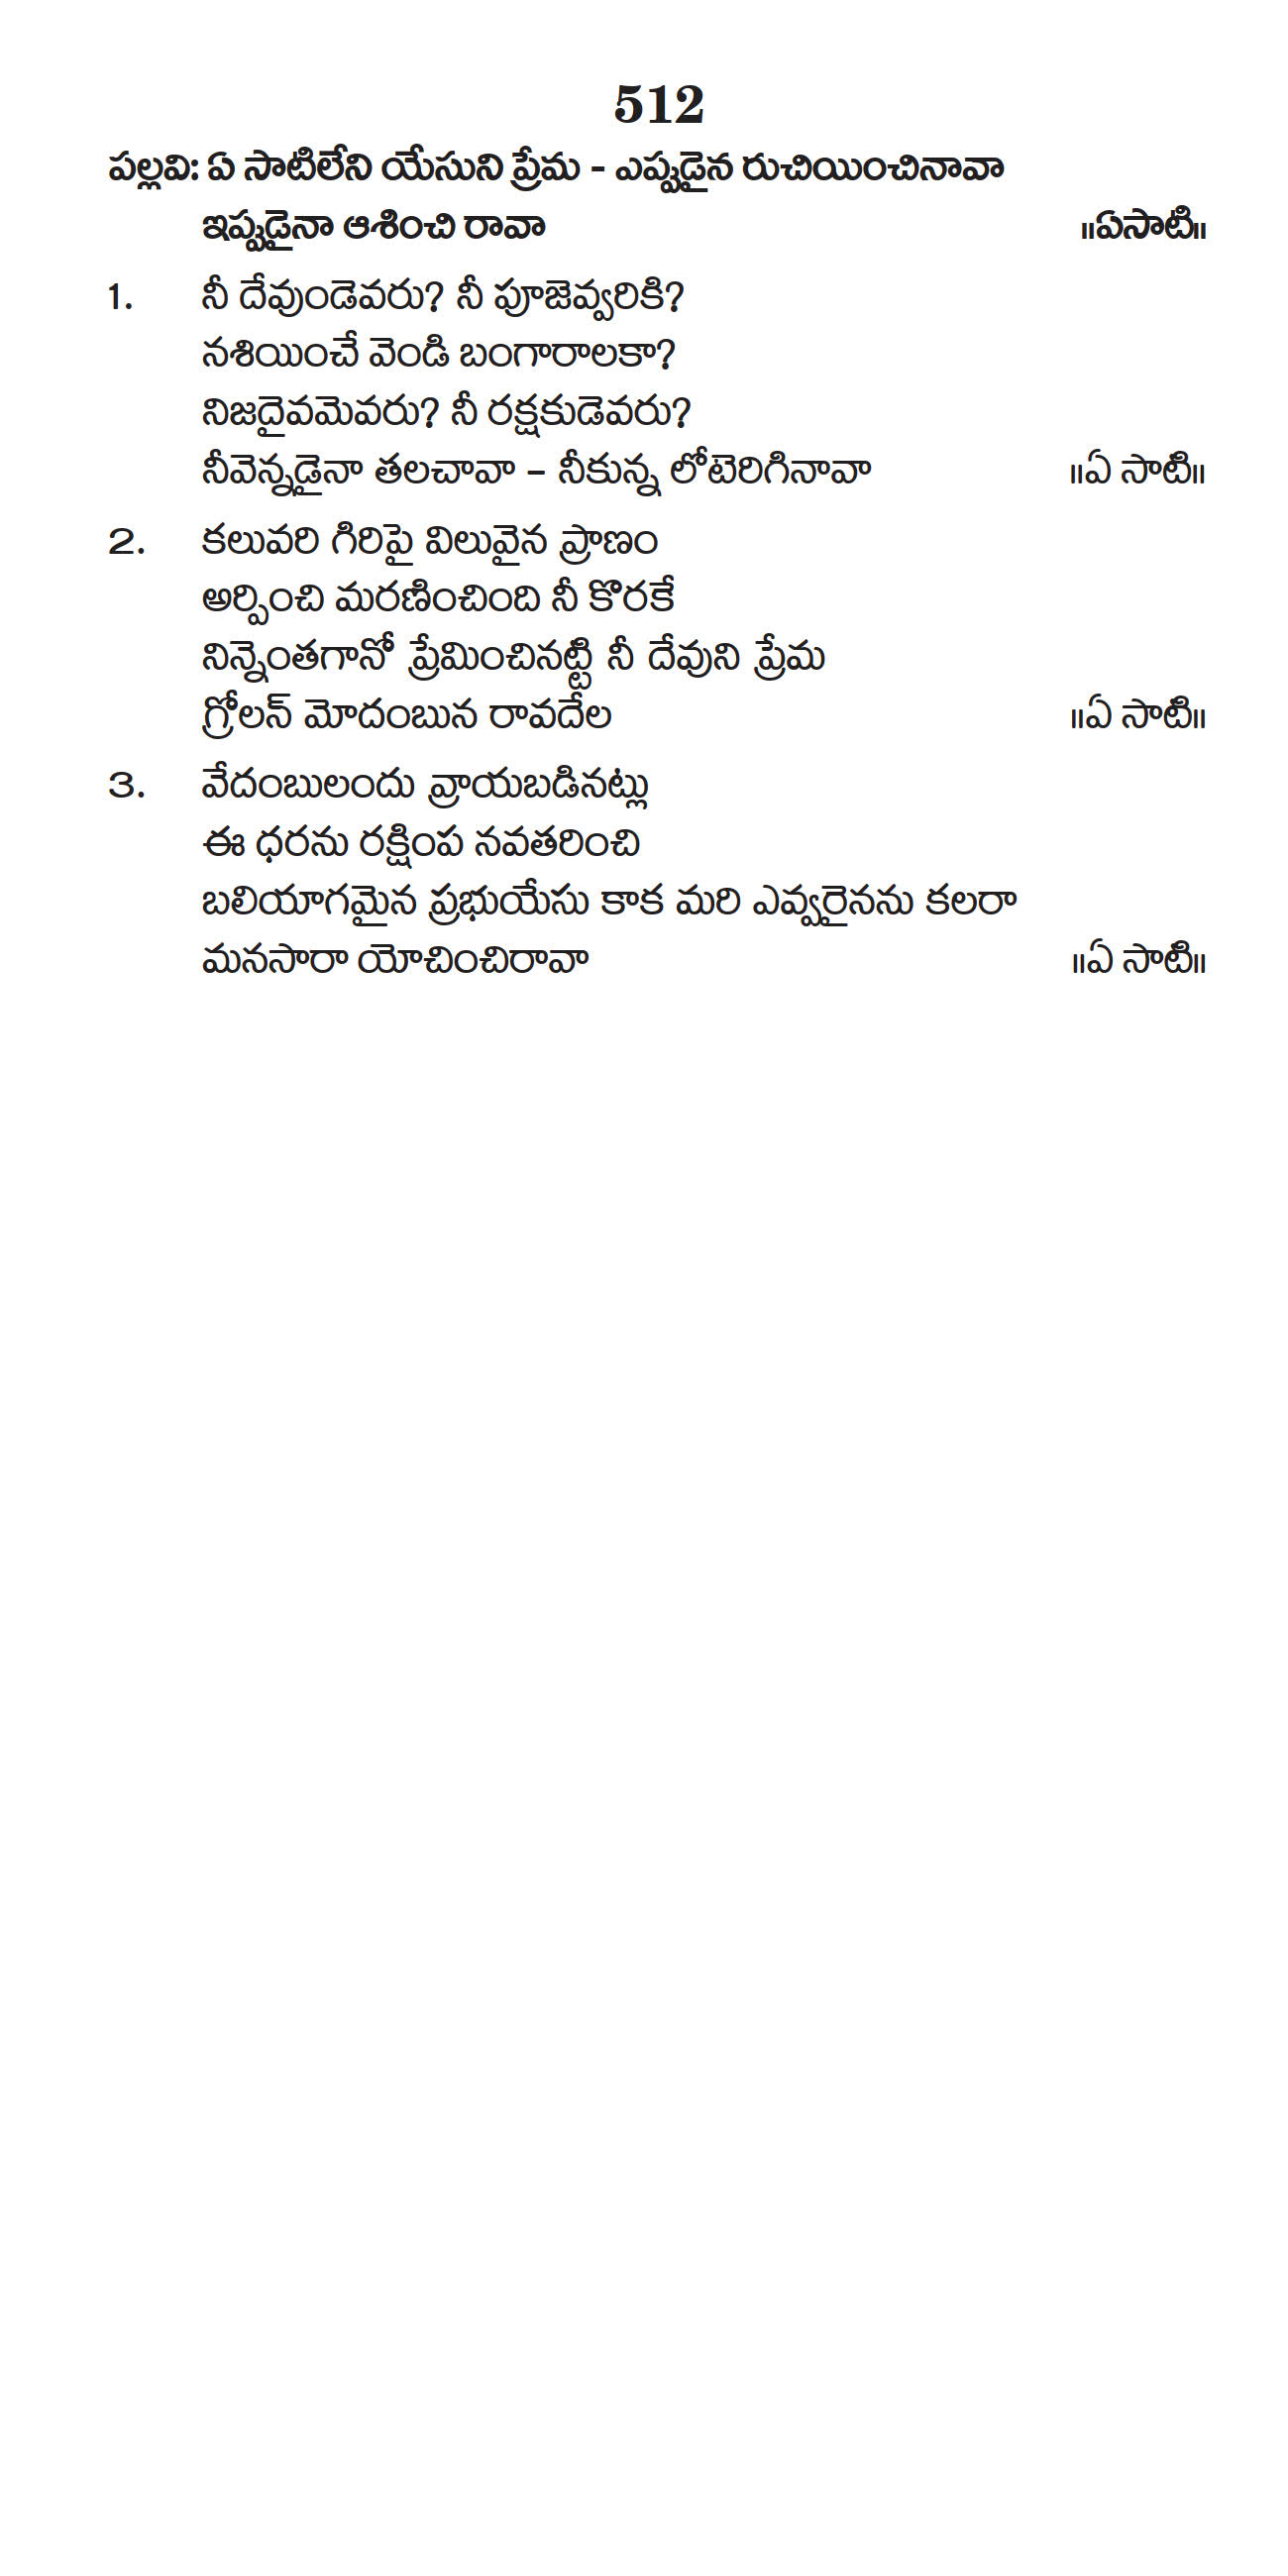 512
పల్లవి: ఏ సాటిలేని యేసుని ప్రేమ - ఎప్పుడైన రుచియించినావా
ఇప్పుడైనా ఆశించి రావా ॥ఏసాటి॥
1. నీ దేవుండెవరు? నీ పూజెవ్వరికి?
నశియించే వెండి బంగారాలకా?
నిజదైవమెవరు? నీ రక్షకుడెవరు?
నీవెన్నడైనా తలచావా – నీకున్న లోటెరిగినావా ॥ఏ సాటి॥
2. కలువరి గిరిపై విలువైన ప్రాణం
అర్పించి మరణించింది నీ కొరకే
నిన్నెంతగానో ప్రేమించినట్టి నీ దేవుని ప్రేమ
గ్రోలన్ మోదంబున రావదేల ॥ఏ సాటి॥
3. వేదంబులందు వ్రాయబడినట్లు
ఈ ధరను రక్షింప నవతరించి
బలియాగమైన ప్రభుయేసు కాక మరి ఎవ్వరైనను కలరా
మనసారా యోచించిరావా ॥ఏ సాటి॥